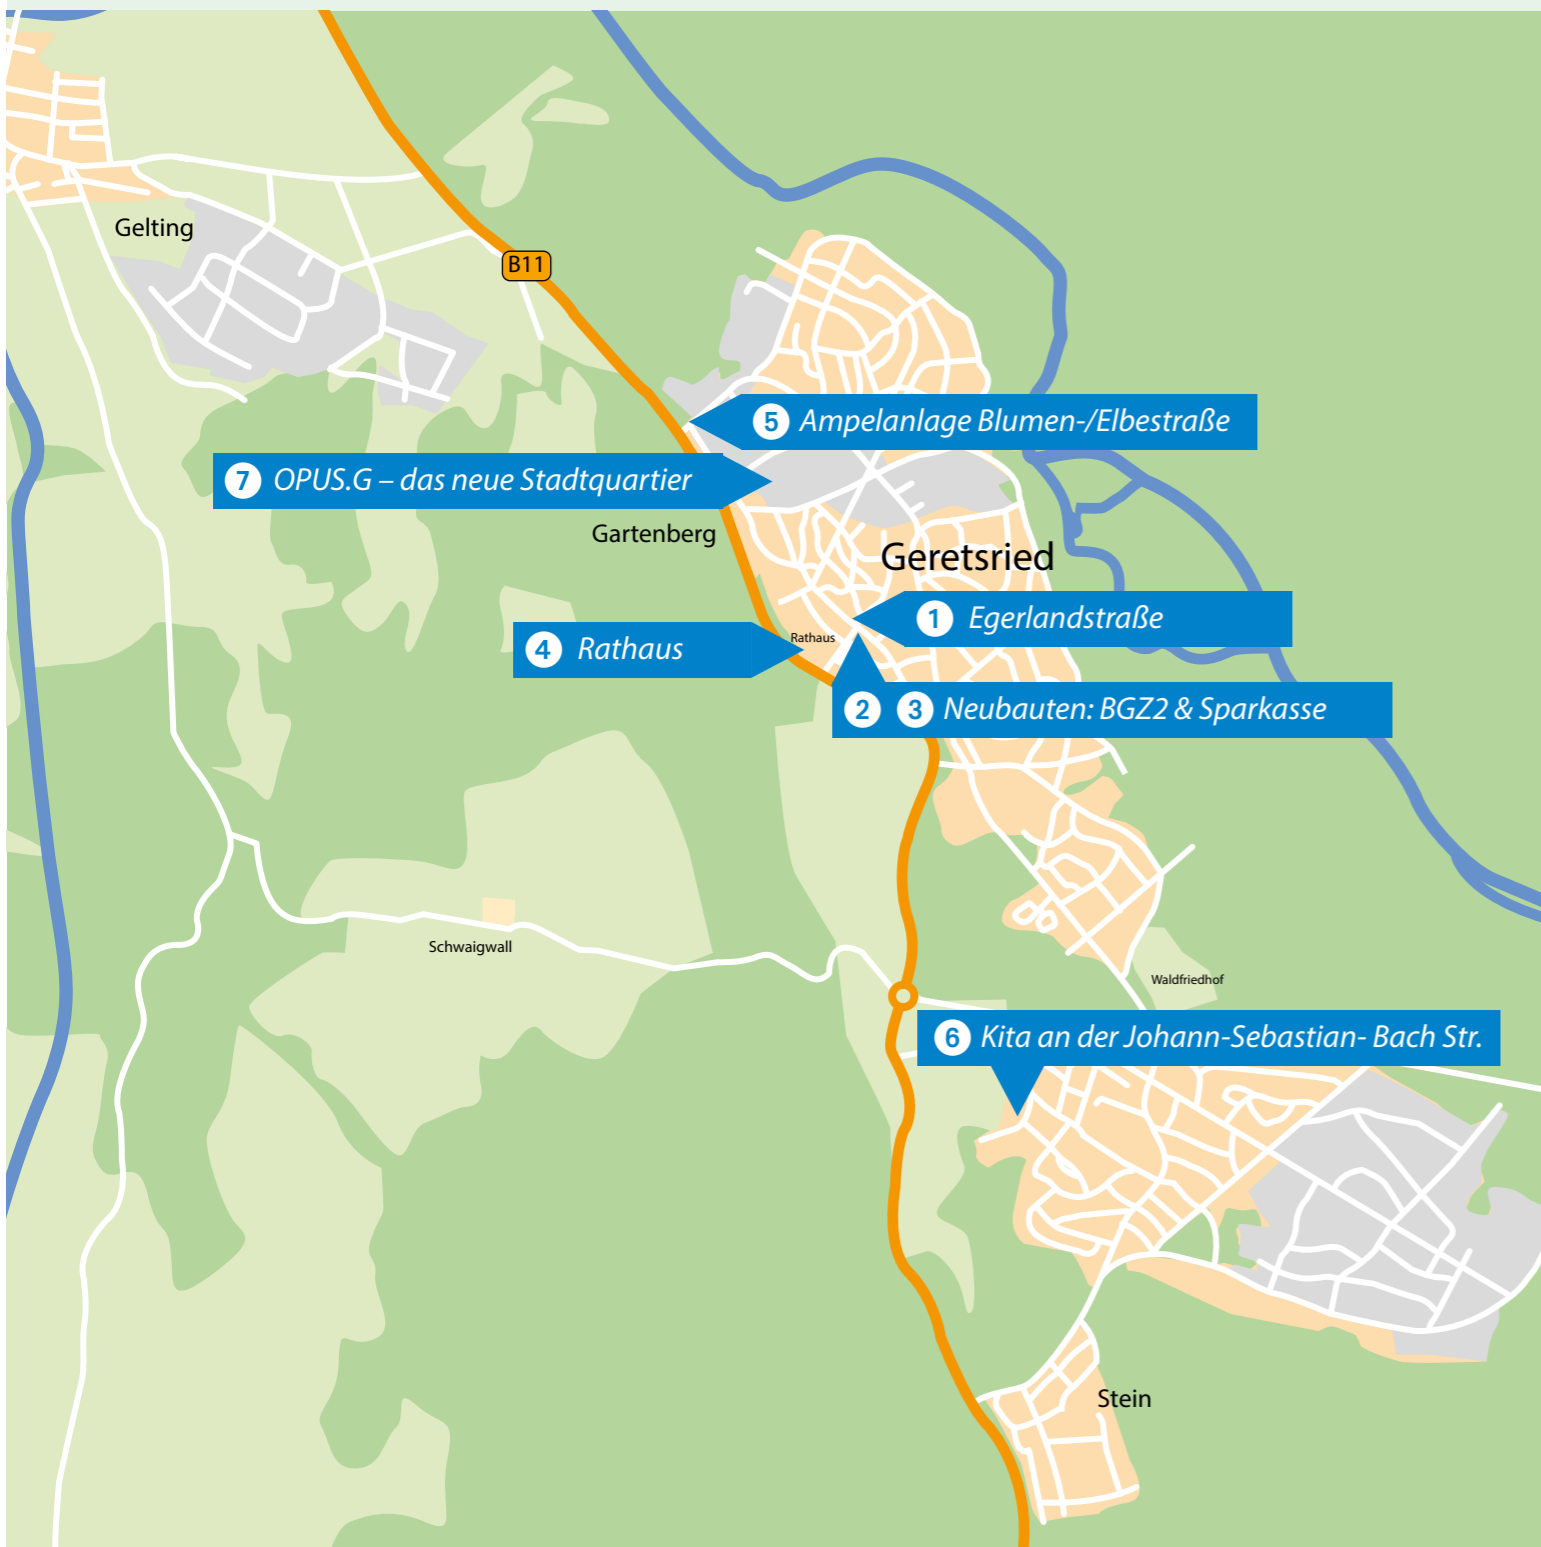 Gelting
B11
5 Ampelanlage Blumen-/Elbestraße
7 OPUS.G – das neue Stadtquartier
Gartenberg
Geretsried
1 Egerlandstraße
Rathaus
4 Rathaus
2 3 Neubauten: BGZ2 & Sparkasse
Schwaigwall
Waldfriedhof
6 Kita an der Johann-Sebastian- Bach Str.
Stein